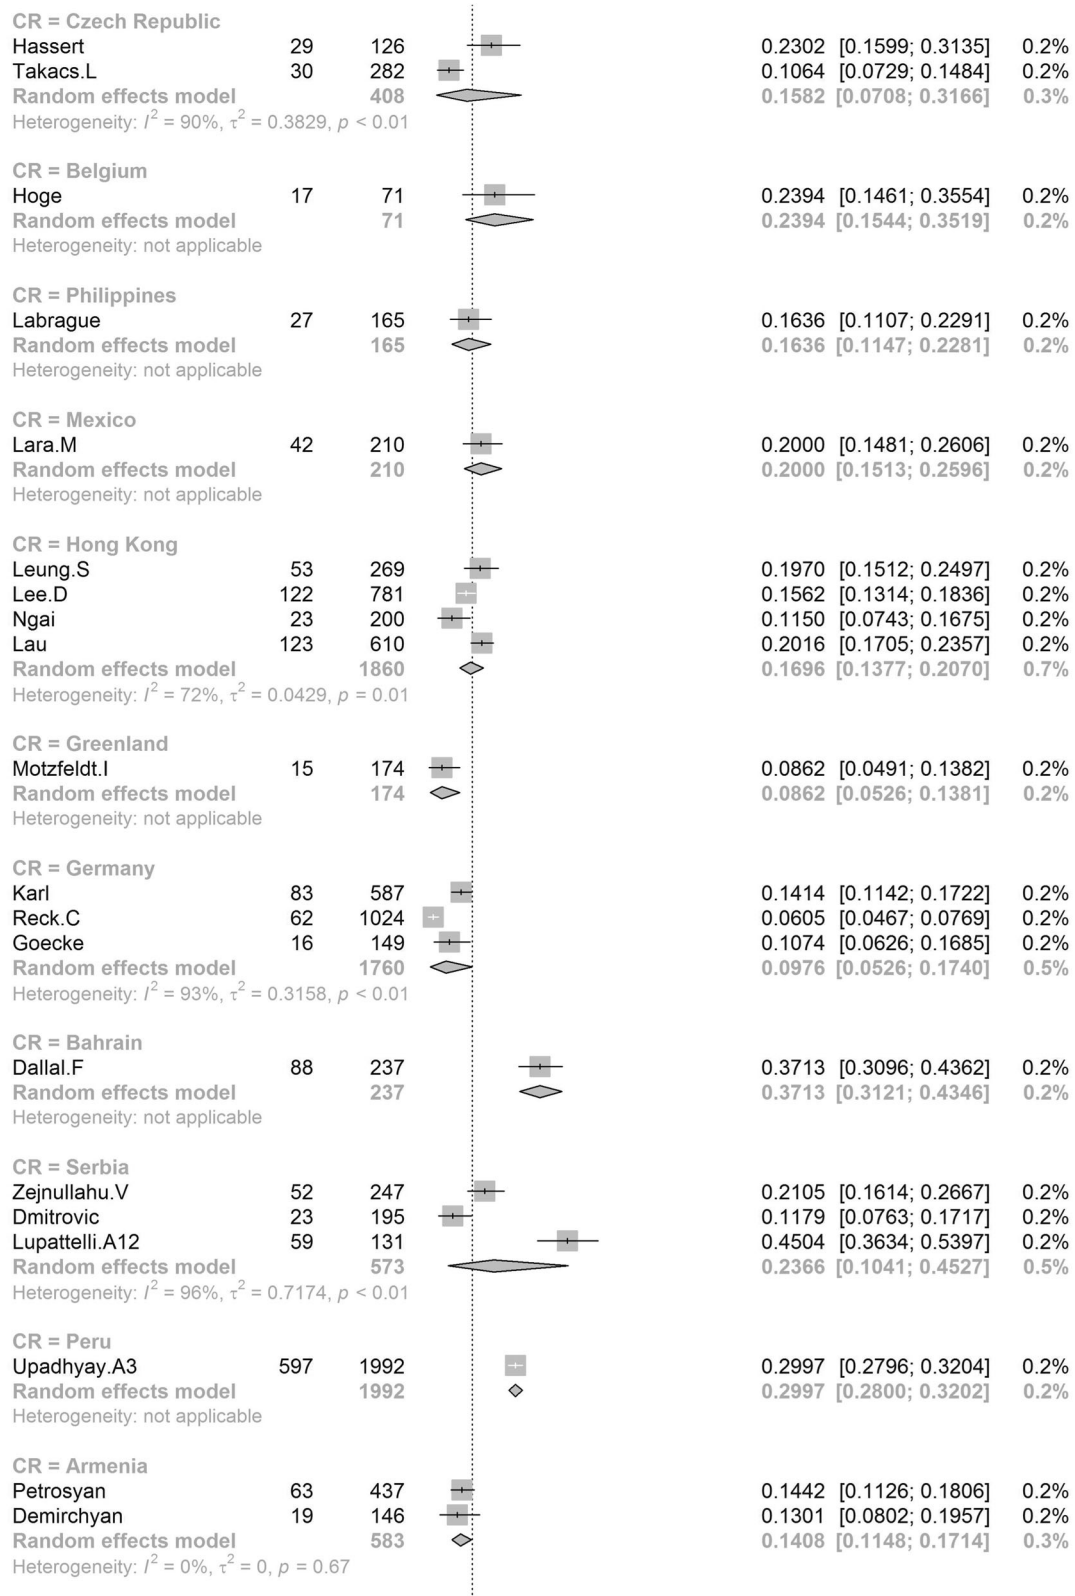 CR = Czech Republic
Hassert 29 126 0.2302 [0.1599; 0.3135] 0.2%
Takacs.L 30 282 0.1064 [0.0729; 0.1484] 0.2%
Random effects model 408 0.1582 [0.0708; 0.3166] 0.3%
Heterogeneity: I² = 90%, τ² = 0.3829, p < 0.01
CR = Belgium
Hoge 17 71 0.2394 [0.1461; 0.3554] 0.2%
Random effects model 71 0.2394 [0.1544; 0.3519] 0.2%
Heterogeneity: not applicable
CR = Philippines
Labrague 27 165 0.1636 [0.1107; 0.2291] 0.2%
Random effects model 165 0.1636 [0.1147; 0.2281] 0.2%
Heterogeneity: not applicable
CR = Mexico
Lara.M 42 210 0.2000 [0.1481; 0.2606] 0.2%
Random effects model 210 0.2000 [0.1513; 0.2596] 0.2%
Heterogeneity: not applicable
CR = Hong Kong
Leung.S 53 269 0.1970 [0.1512; 0.2497] 0.2%
Lee.D 122 781 0.1562 [0.1314; 0.1836] 0.2%
Ngai 23 200 0.1150 [0.0743; 0.1675] 0.2%
Lau 123 610 0.2016 [0.1705; 0.2357] 0.2%
Random effects model 1860 0.1696 [0.1377; 0.2070] 0.7%
Heterogeneity: I² = 72%, τ² = 0.0429, p = 0.01
CR = Greenland
Motzfeldt.I 15 174 0.0862 [0.0491; 0.1382] 0.2%
Random effects model 174 0.0862 [0.0526; 0.1381] 0.2%
Heterogeneity: not applicable
CR = Germany
Karl 83 587 0.1414 [0.1142; 0.1722] 0.2%
Reck.C 62 1024 0.0605 [0.0467; 0.0769] 0.2%
Goecke 16 149 0.1074 [0.0626; 0.1685] 0.2%
Random effects model 1760 0.0976 [0.0526; 0.1740] 0.5%
Heterogeneity: I² = 93%, τ² = 0.3158, p < 0.01
CR = Bahrain
Dallal.F 88 237 0.3713 [0.3096; 0.4362] 0.2%
Random effects model 237 0.3713 [0.3121; 0.4346] 0.2%
Heterogeneity: not applicable
CR = Serbia
Zejnullahu.V 52 247 0.2105 [0.1614; 0.2667] 0.2%
Dmitrovic 23 195 0.1179 [0.0763; 0.1717] 0.2%
Lupattelli.A12 59 131 0.4504 [0.3634; 0.5397] 0.2%
Random effects model 573 0.2366 [0.1041; 0.4527] 0.5%
Heterogeneity: I² = 96%, τ² = 0.7174, p < 0.01
CR = Peru
Upadhyay.A3 597 1992 0.2997 [0.2796; 0.3204] 0.2%
Random effects model 1992 0.2997 [0.2800; 0.3202] 0.2%
Heterogeneity: not applicable
CR = Armenia
Petrosyan 63 437 0.1442 [0.1126; 0.1806] 0.2%
Demirchyan 19 146 0.1301 [0.0802; 0.1957] 0.2%
Random effects model 583 0.1408 [0.1148; 0.1714] 0.3%
Heterogeneity: I² = 0%, τ² = 0, p = 0.67